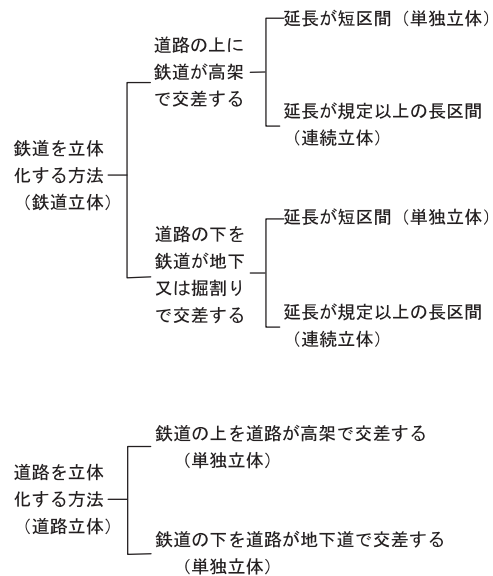 鉄道を立体
化する方法
（鉄道立体）
道路の上に
鉄道が高架
で交差する
延長が短区間（単独立体）
延長が規定以上の長区間
（連続立体）
道路の下を
鉄道が地下
又は掘割り
で交差する
延長が短区間（単独立体）
延長が規定以上の長区間
（連続立体）
道路を立体
化する方法
（道路立体）
鉄道の上を道路が高架で交差する
（単独立体）
鉄道の下を道路が地下道で交差する
（単独立体）